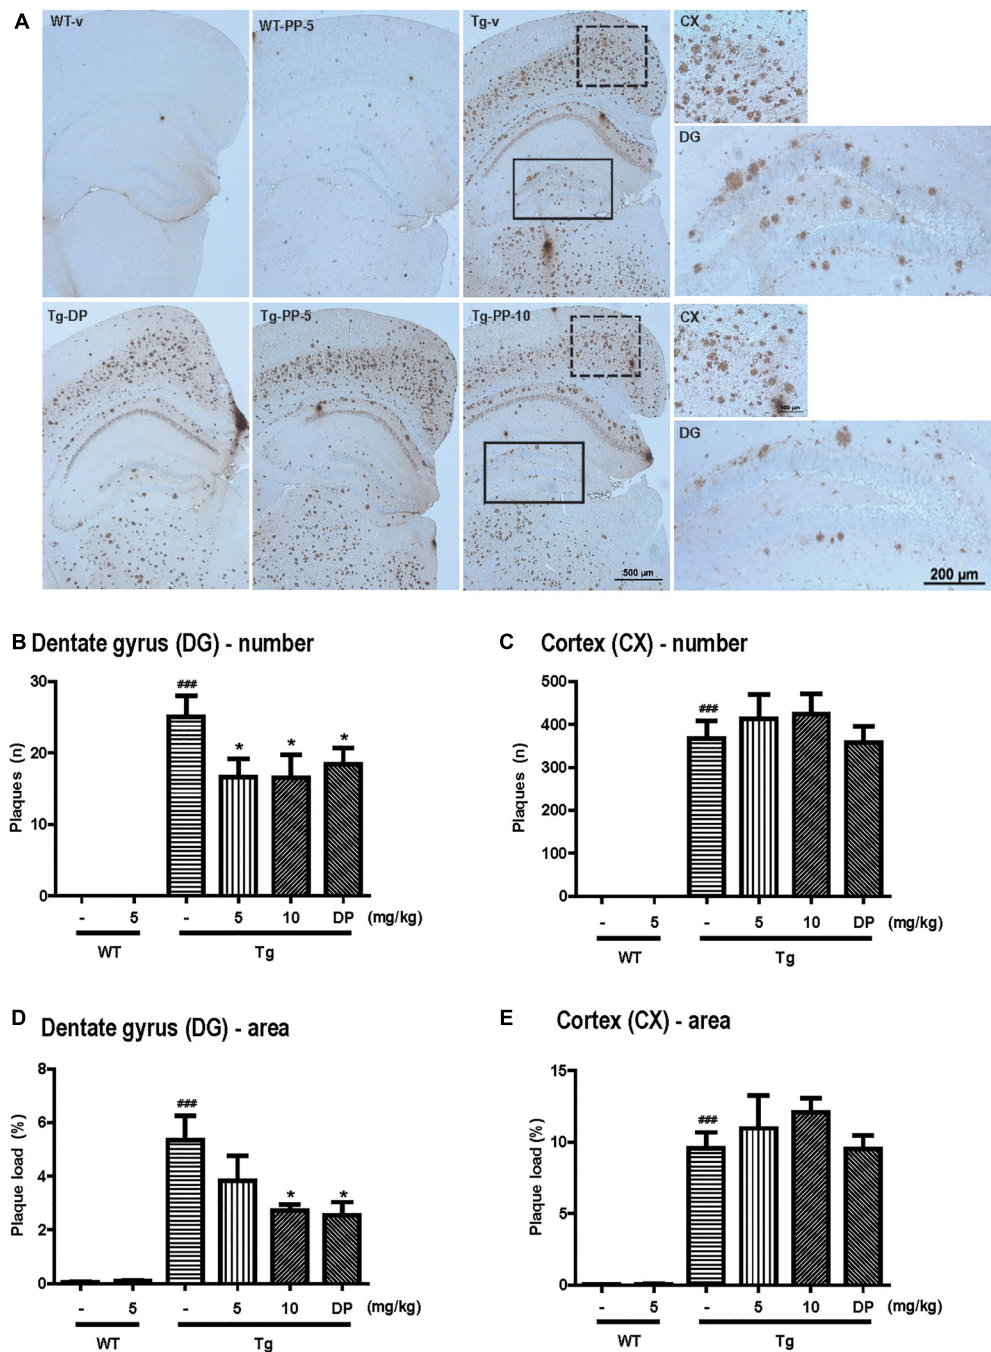 A
WT-v
WT-PP-5
Tg-v
CX
DG
Tg-DP
Tg-PP-5
Tg-PP-10
500 µm
CX
DG
200 µm
B Dentate gyrus (DG) - number
Plaques (n)
30
20
10
0
###
*
*
*
- 5 - 5 10 DP (mg/kg)
WT Tg
C Cortex (CX) - number
Plaques (n)
500
400
300
200
100
0
###
- 5 - 5 10 DP (mg/kg)
WT Tg
D Dentate gyrus (DG) - area
Plaque load (%)
8
6
4
2
0
###
*
*
- 5 - 5 10 DP (mg/kg)
WT Tg
E Cortex (CX) - area
Plaque load (%)
15
10
5
0
###
- 5 - 5 10 DP (mg/kg)
WT Tg